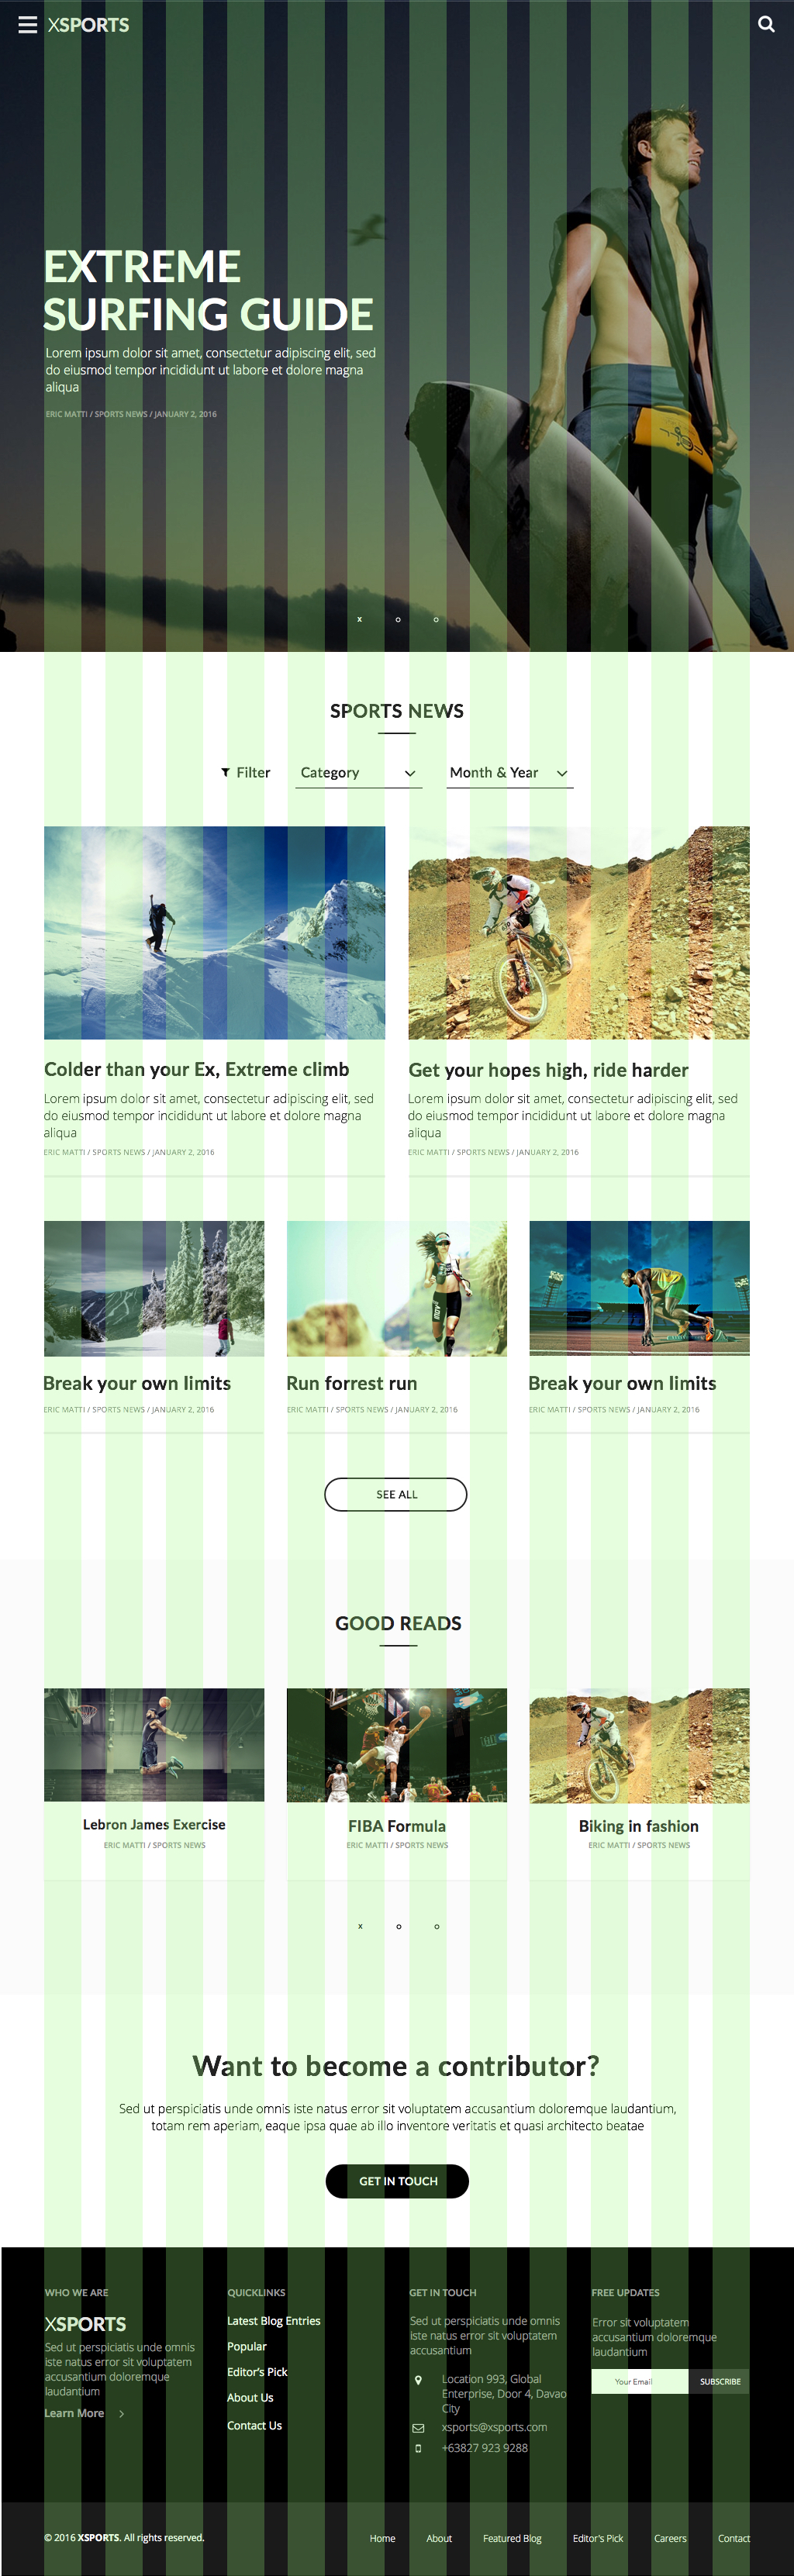 XSPORTS
EXTREME
SURFING GUIDE
Lorem ipsum dolor sit amet, consectetur adipiscing elit, sed
do eiusmod tempor incididunt ut labore et dolore magna
aliqua
ERIC MATTI / SPORTS NEWS / JANUARY 2, 2016
SPORTS NEWS
Filter Category Month & Year
Colder than your Ex, Extreme climb
Lorem ipsum dolor sit amet, consectetur adipiscing elit, sed
do eiusmod tempor incididunt ut labore et dolore magna
aliqua
ERIC MATTI / SPORTS NEWS / JANUARY 2, 2016
Get your hopes high, ride harder
Lorem ipsum dolor sit amet, consectetur adipiscing elit, sed
do eiusmod tempor incididunt ut labore et dolore magna
aliqua
ERIC MATTI / SPORTS NEWS / JANUARY 2, 2016
Break your own limits
ERIC MATTI / SPORTS NEWS / JANUARY 2, 2016
Run forrest run
ERIC MATTI / SPORTS NEWS / JANUARY 2, 2016
Break your own limits
ERIC MATTI / SPORTS NEWS / JANUARY 2, 2016
SEE ALL
GOOD READS
Lebron James Exercise
ERIC MATTI / SPORTS NEWS
FIBA Formula
ERIC MATTI / SPORTS NEWS
Biking in fashion
ERIC MATTI / SPORTS NEWS
Want to become a contributor?
Sed ut perspiciatis unde omnis iste natus error sit voluptatem accusantium doloremque laudantium,
totam rem aperiam, eaque ipsa quae ab illo inventore veritatis et quasi architecto beatae
GET IN TOUCH
WHO WE ARE
XSPORTS
Sed ut perspiciatis unde omnis
iste natus error sit voluptatem
accusantium doloremque
laudantium
Learn More
QUICKLINKS
Latest Blog Entries
Popular
Editor's Pick
About Us
Contact Us
GET IN TOUCH
Sed ut perspiciatis unde omnis
iste natus error sit voluptatem
accusantium
Location 993, Global
Enterprise, Door 4, Davao
City
xsports@xsports.com
+63827 923 9288
FREE UPDATES
Error sit voluptatem
accusantium doloremque
laudantium
Your Email SUBSCRIBE
© 2016 XSPORTS. All rights reserved.
Home About Featured Blog Editor's Pick Careers Contact